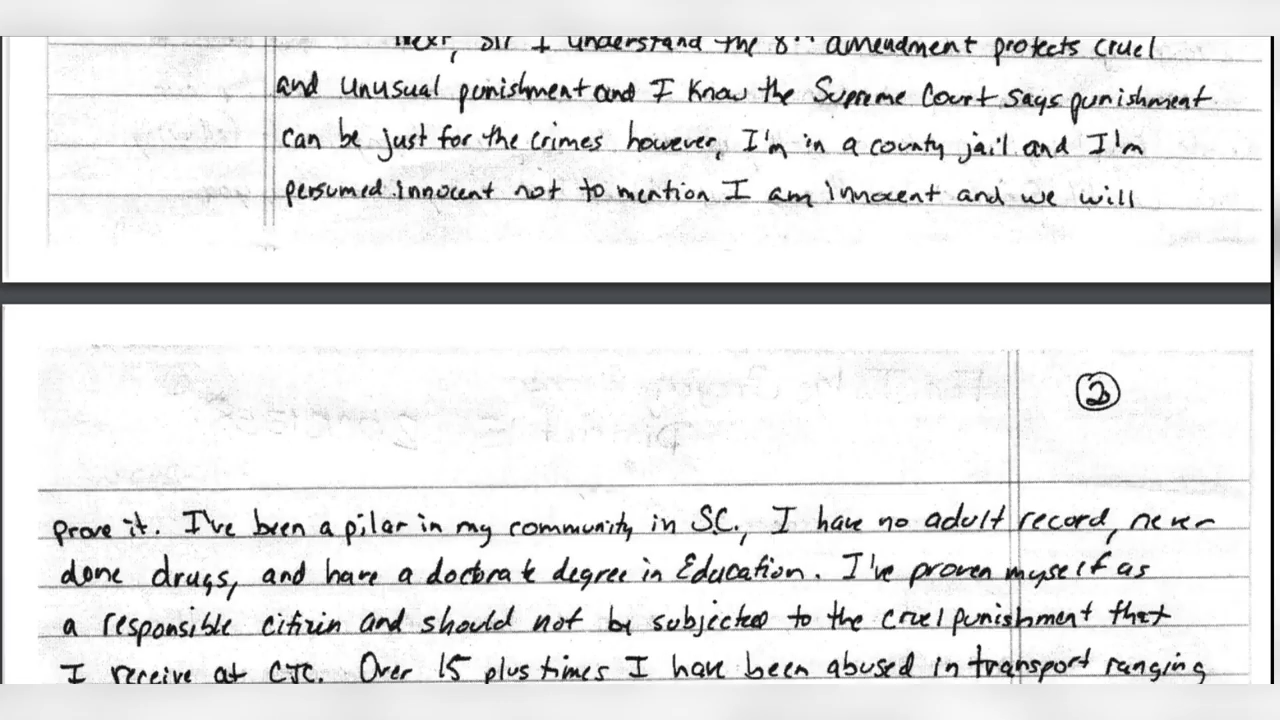 Next, Sir I understand the 8th amendment protects cruel
and unusual punishment and I know the Supreme Court says punishment
can be just for the crimes however, I'm in a county jail and I'm
persumed innocent not to mention I am innocent and we will
2
prove it. I've been a pilar in my community in SC, I have no adult record, never
done drugs, and have a doctrate degree in Education. I've proven myself as
a responsible citizin and should not be subjected to the cruel punishment that
I receive at CJC. Over 15 plus times I have been abused in transport ranging